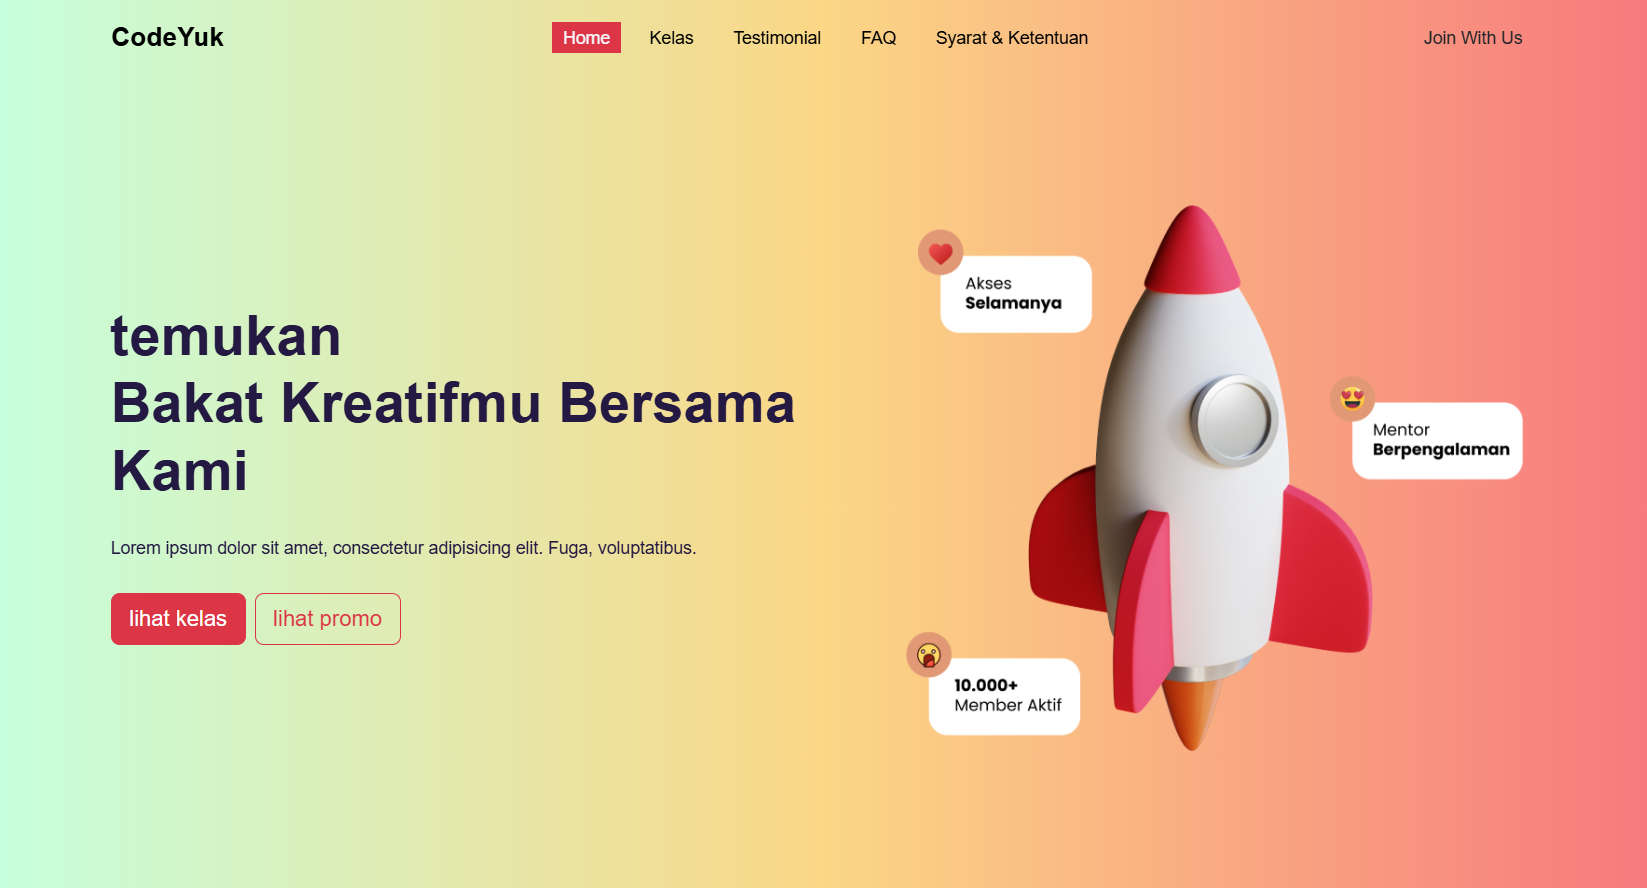 CodeYuk
Home
Kelas
Testimonial
FAQ
Syarat & Ketentuan
Join With Us
temukan
Bakat Kreatifmu Bersama
Kami
Lorem ipsum dolor sit amet, consectetur adipisicing elit. Fuga, voluptatibus.
lihat kelas
lihat promo
Akses
Selamanya
Mentor
Berpengalaman
10.000+
Member Aktif